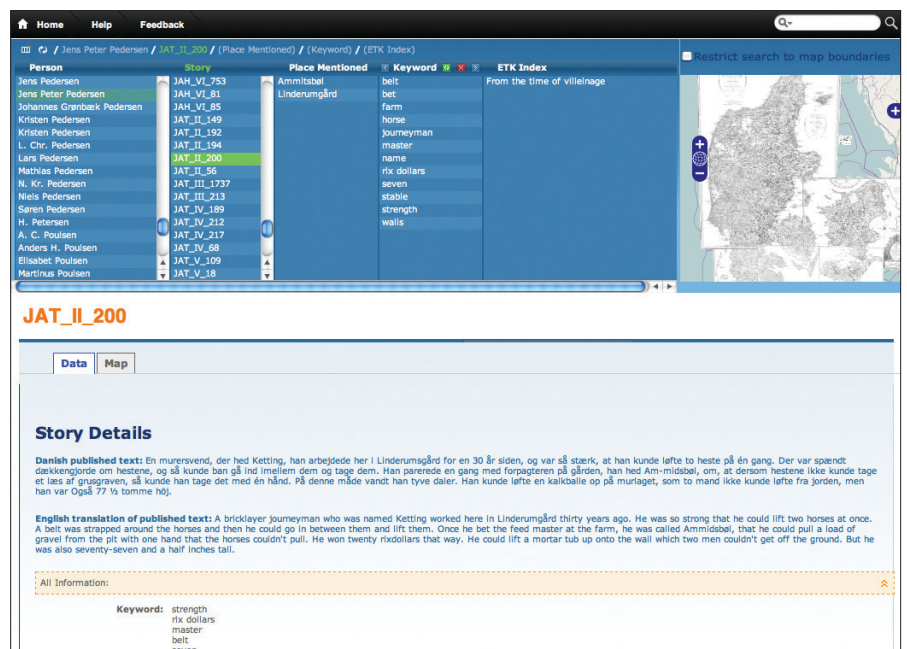 Home Help Feedback
/ Jens Peter Pedersen / JAT_II_200 / (Place Mentioned) / (Keyword) / (ETK Index)
Restrict search to map boundaries
Person Story Place Mentioned Keyword ETK Index
Jens Pedersen JAH_VI_753 Ammitsbøl belt From the time of villeinage
Jens Peter Pedersen JAH_VI_81 Linderumgård bet
Johannes Grønbæk Pedersen JAH_VI_85 farm
Kristen Pedersen JAT_II_149 horse
Kristen Pedersen JAT_II_192 journeyman
L. Chr. Pedersen JAT_II_194 master
Lars Pedersen JAT_II_200 name
Mathias Pedersen JAT_II_56 rix dollars
N. Kr. Pedersen JAT_III_1737 seven
Niels Pedersen JAT_III_213 stable
Søren Pedersen JAT_IV_189 strength
H. Petersen JAT_IV_212 walls
A. C. Poulsen JAT_IV_217
Anders H. Poulsen JAT_IV_68
Elisabet Poulsen JAT_V_109
Martinus Poulsen JAT_V_18
JAT_II_200
Data Map
Story Details
Danish published text: En murersvend, der hed Ketting, han arbejdede her i Linderumsgård for en 30 år siden, og var så stærk, at han kunde løfte to heste på én gang. Der var spændt
dækkengjorde om hestene, og så kunde ban gå ind imellem dem og tage dem. Han parerede en gang med forpagteren på gården, han hed Am-midsbøl, om, at dersom hestene ikke kunde tage
et læs af grusgraven, så kunde han tage det med én hånd. På denne måde vandt han tyve daler. Han kunde løfte en kalkballe op på murlaget, som to mand ikke kunde løfte fra jorden, men
han var Også 77 ½ tomme höj.
English translation of published text: A bricklayer journeyman who was named Ketting worked here in Linderumgård thirty years ago. He was so strong that he could lift two horses at once.
A belt was strapped around the horses and then he could go in between them and lift them. Once he bet the feed master at the farm, he was called Ammidsbøl, that he could pull a load of
gravel from the pit with one hand that the horses couldn't pull. He won twenty rixdollars that way. He could lift a mortar tub up onto the wall which two men couldn't get off the ground. But he
was also seventy-seven and a half inches tall.
All Information:
Keyword: strength
rix dollars
master
belt